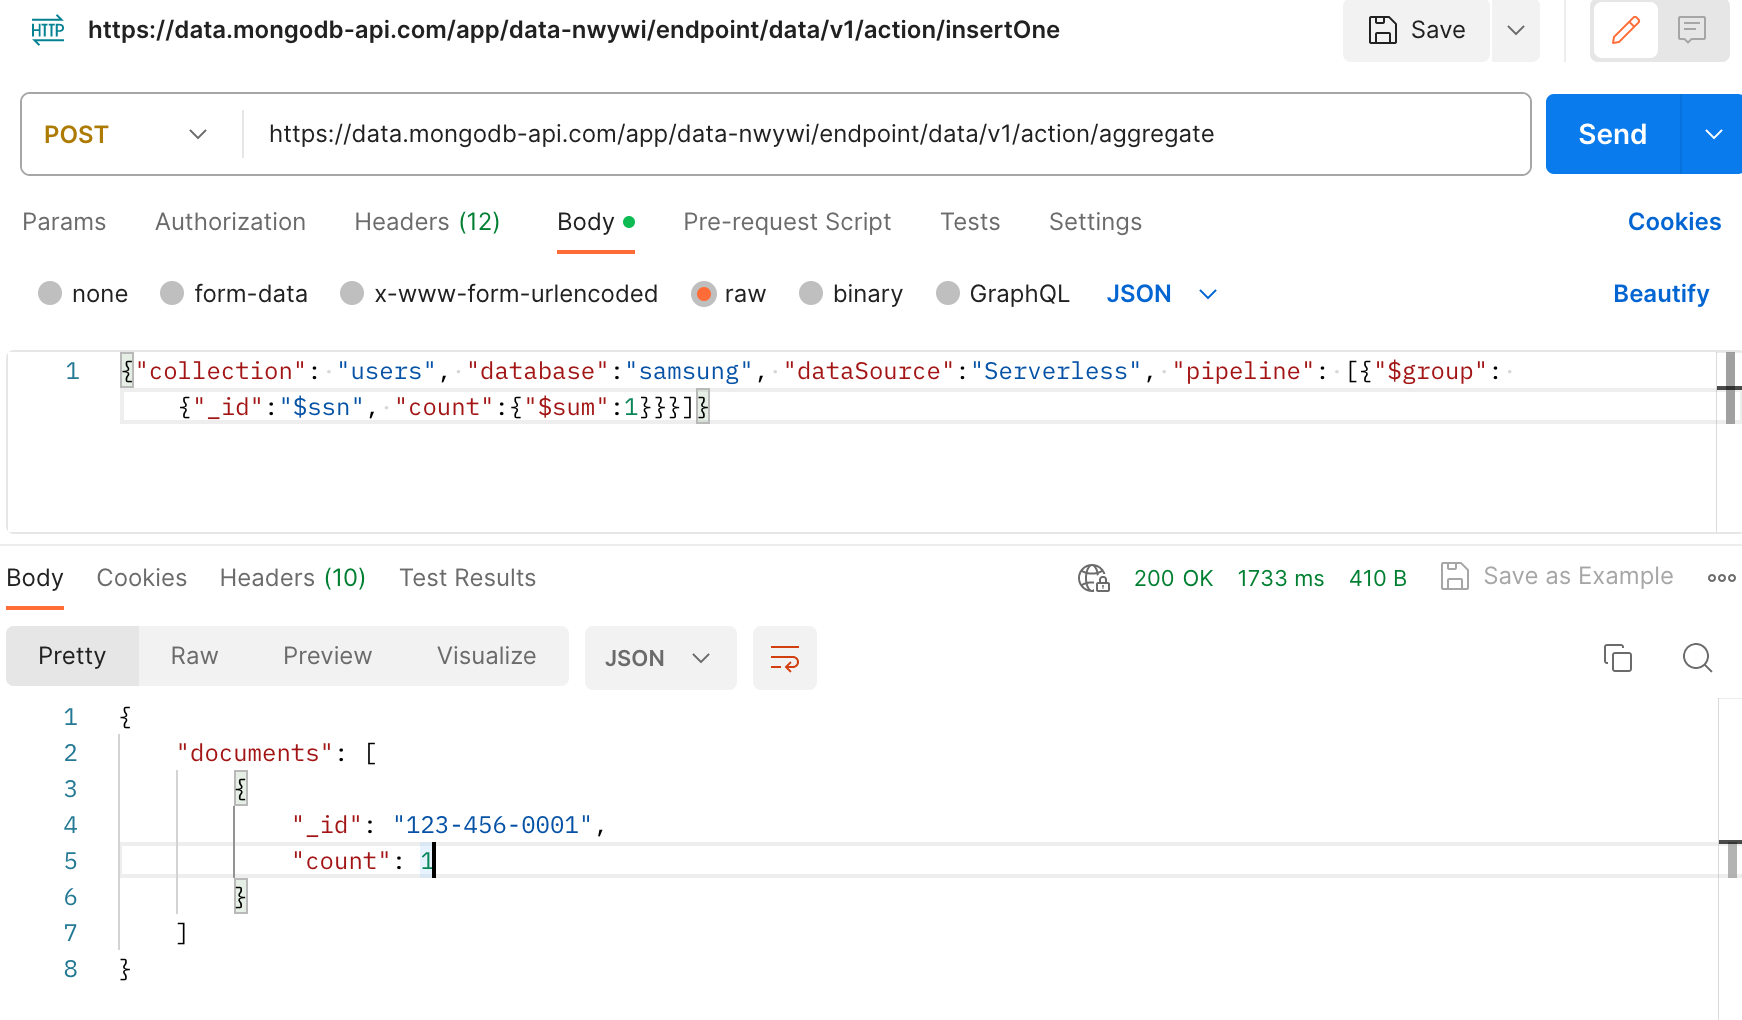 HTTP https://data.mongodb-api.com/app/data-nwywi/endpoint/data/v1/action/insertOne Save
POST https://data.mongodb-api.com/app/data-nwywi/endpoint/data/v1/action/aggregate Send
Params Authorization Headers (12) Body Pre-request Script Tests Settings Cookies
none form-data x-www-form-urlencoded raw binary GraphQL JSON Beautify
1 {"collection": "users", "database":"samsung", "dataSource":"Serverless", "pipeline": [{"$group":
{"_id":"$ssn", "count":{"$sum":1}}}]}
Body Cookies Headers (10) Test Results 200 OK 1733 ms 410 B Save as Example
Pretty Raw Preview Visualize JSON
1 {
2 "documents": [
3 {
4 "_id": "123-456-0001",
5 "count": 1
6 }
7 ]
8 }